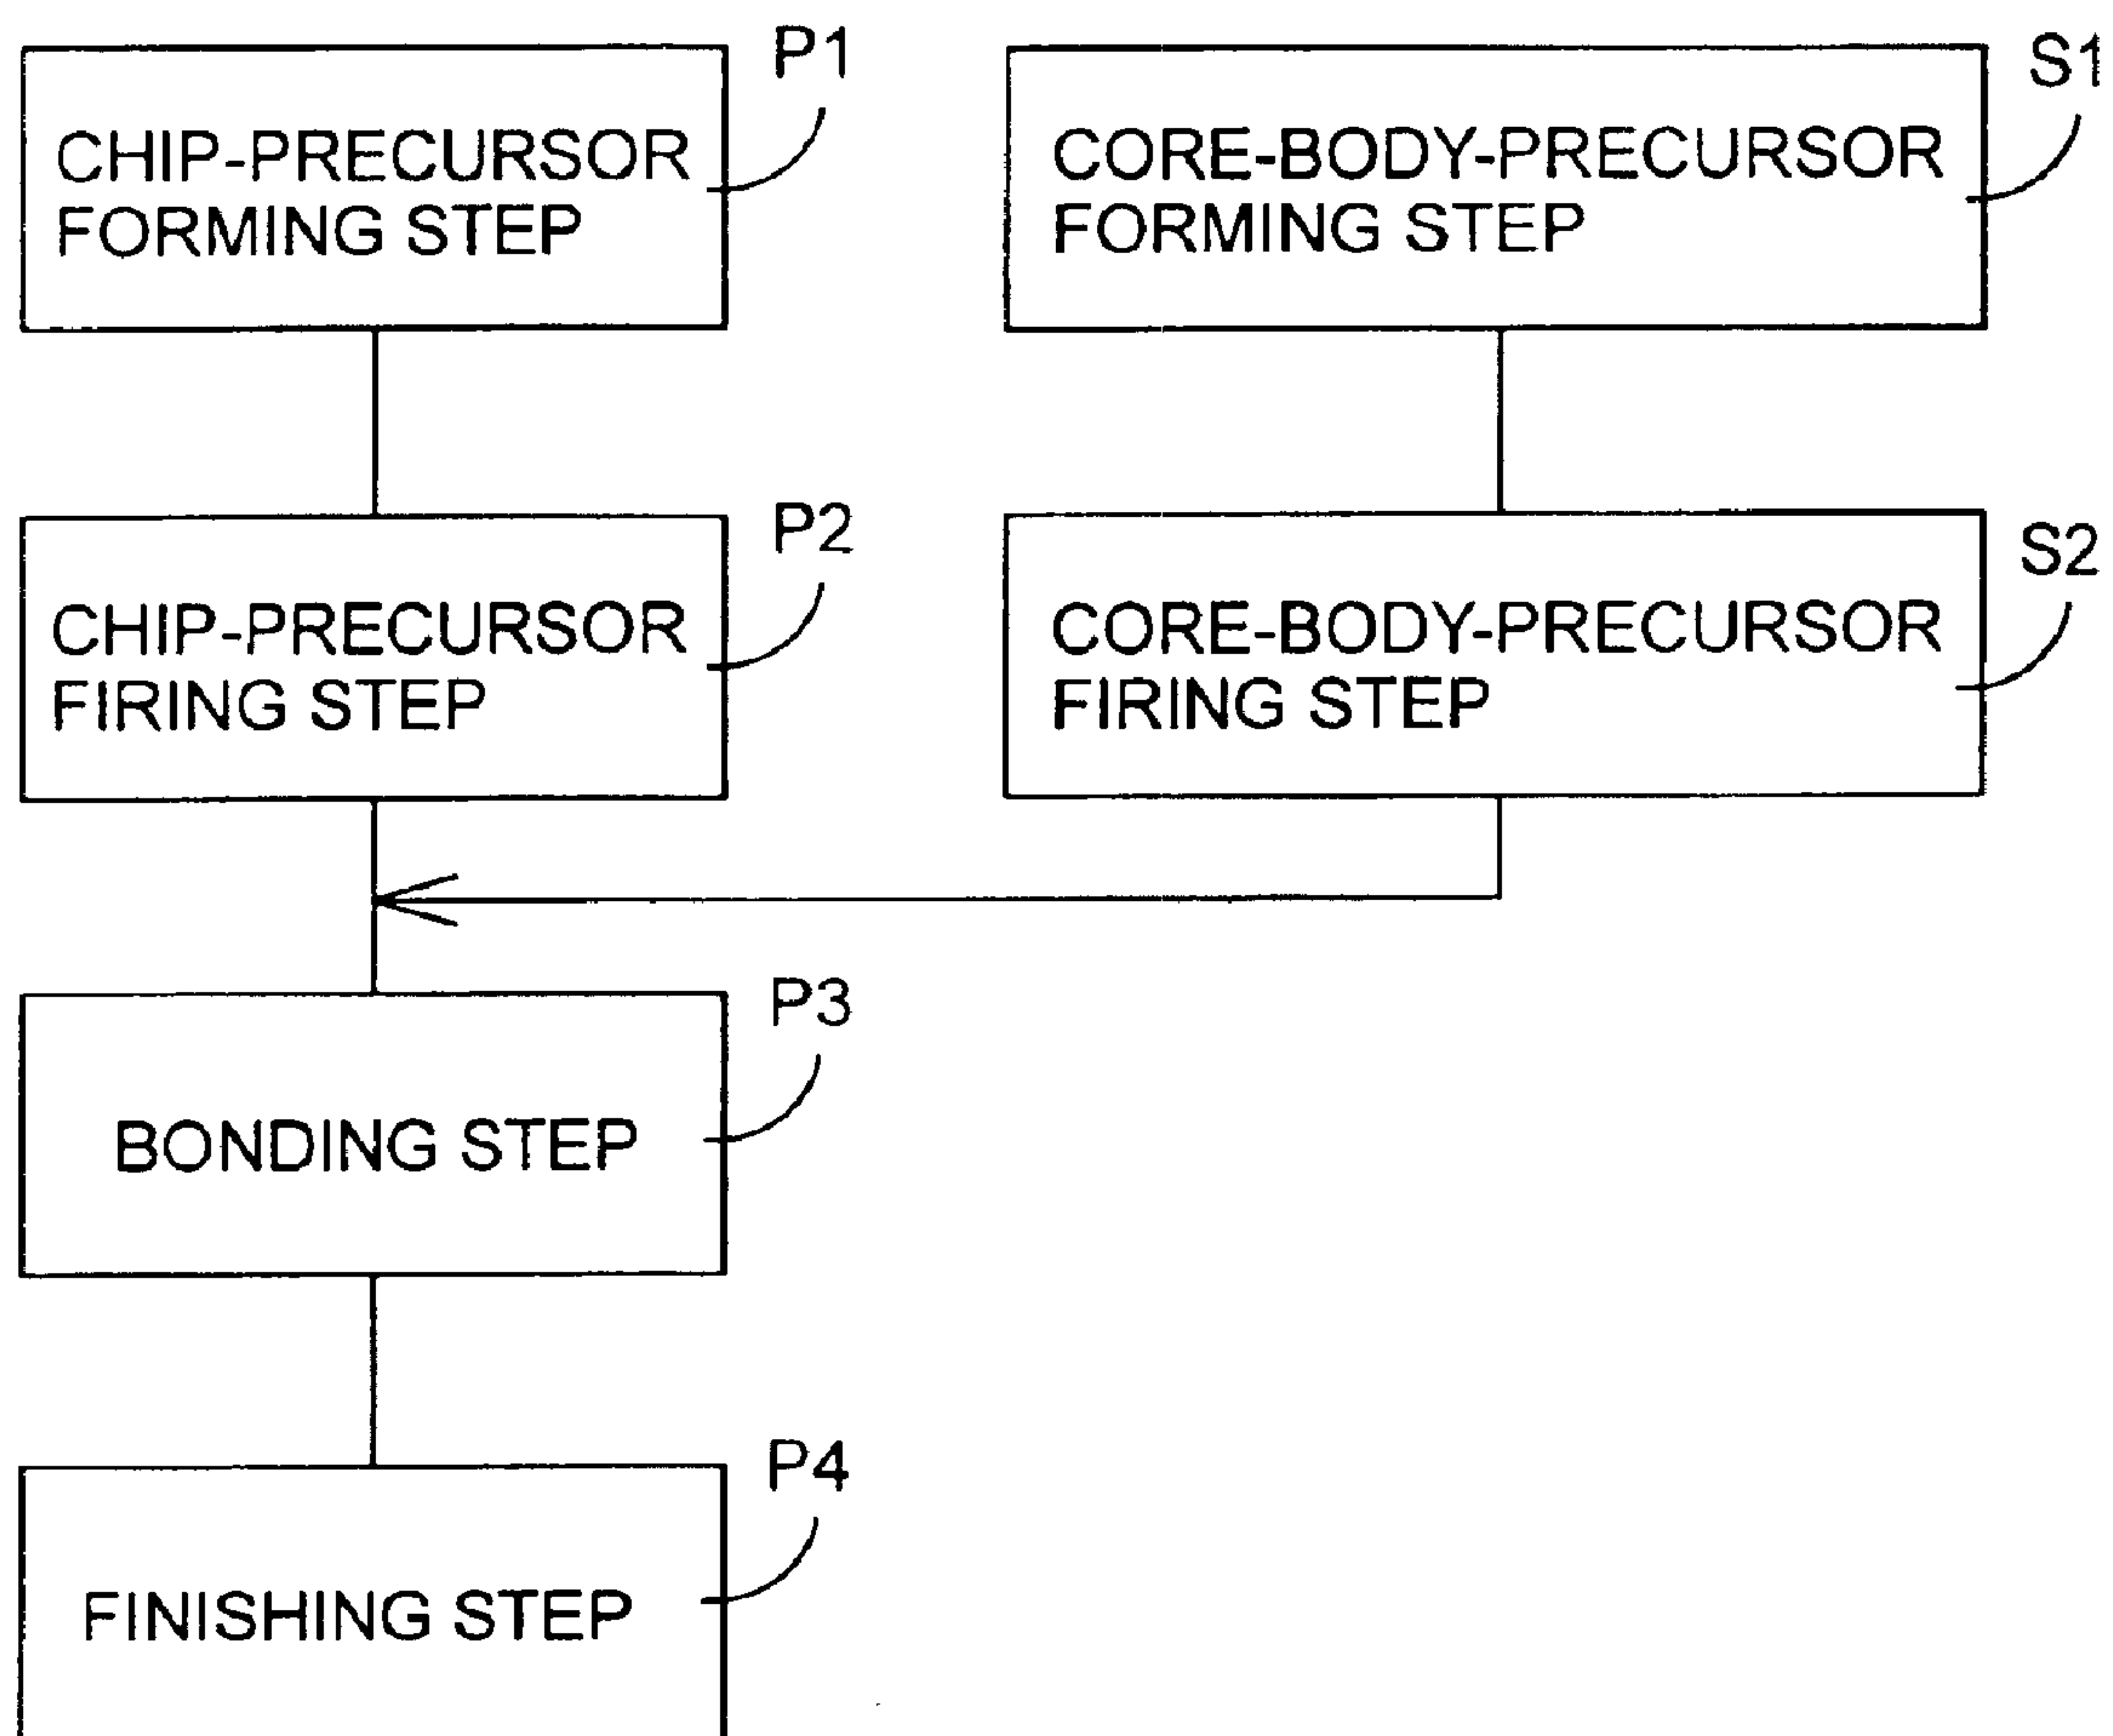 P1
CHIP-PRECURSOR
FORMING STEP
S1
CORE-BODY-PRECURSOR
FORMING STEP
P2
CHIP-PRECURSOR
FIRING STEP
S2
CORE-BODY-PRECURSOR
FIRING STEP
P3
BONDING STEP
P4
FINISHING STEP